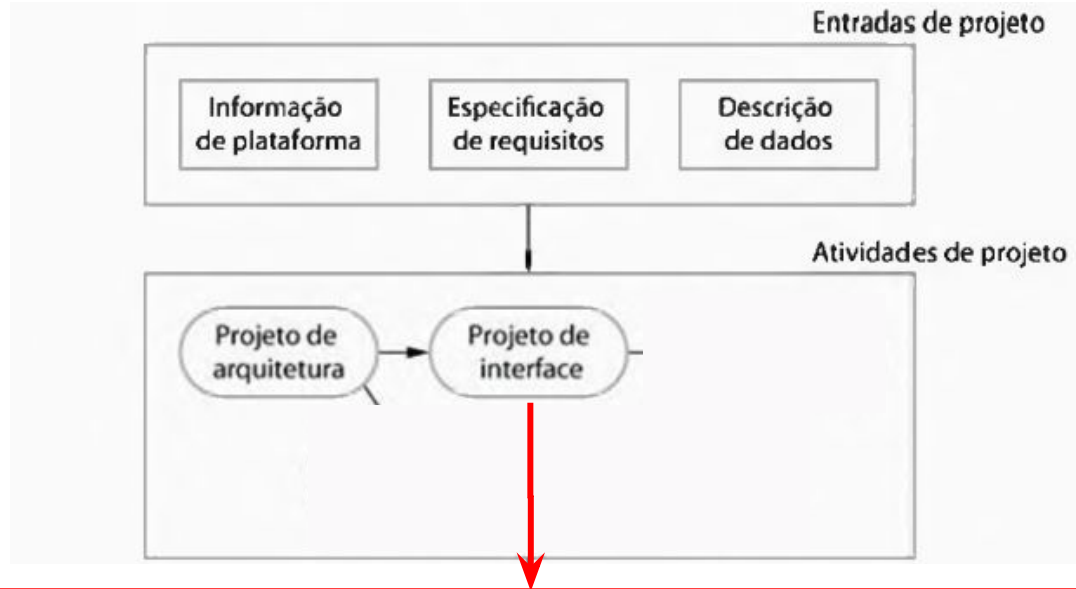 Entradas de projeto
Informação
de plataforma
Especificação
de requisitos
Descrição
de dados
Atividades de projeto
Projeto de
arquitetura
Projeto de
interface